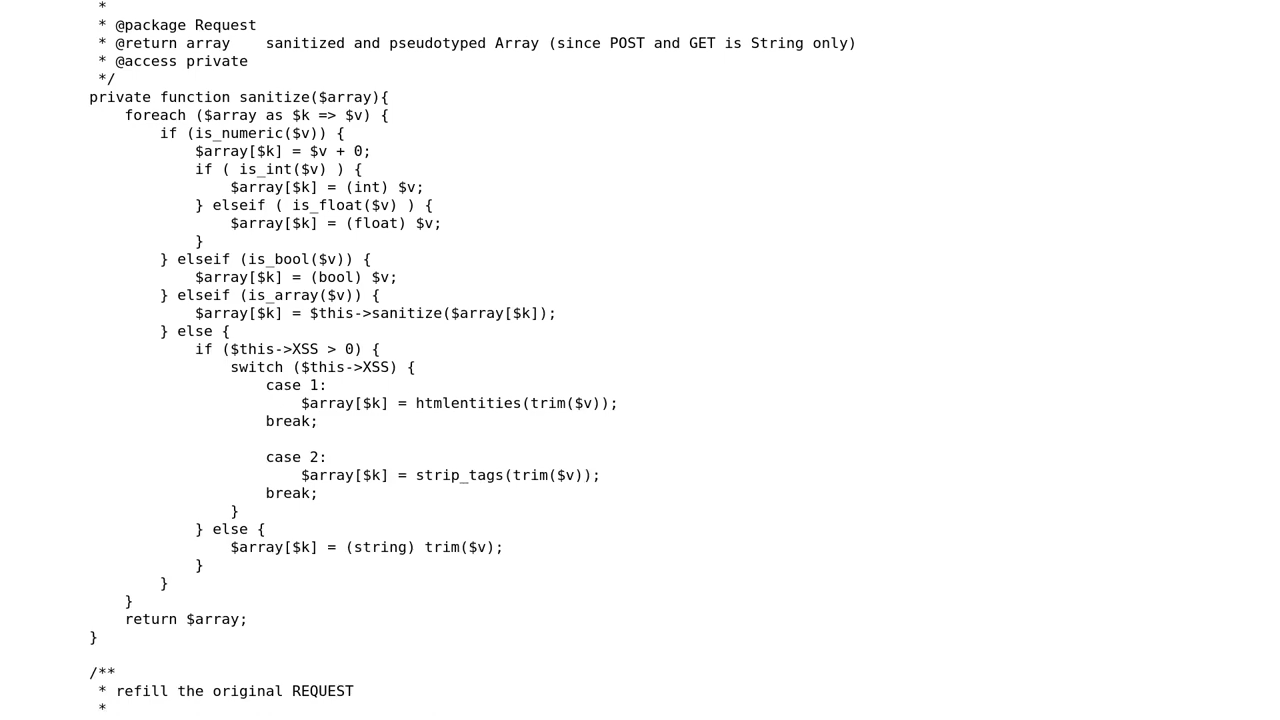 *
 * @package Request
 * @return array    sanitized and pseudotyped Array (since POST and GET is String only)
 * @access private
 */
private function sanitize($array){
    foreach ($array as $k => $v) {
        if (is_numeric($v)) {
            $array[$k] = $v + 0;
            if ( is_int($v) ) {
                $array[$k] = (int) $v;
            } elseif ( is_float($v) ) {
                $array[$k] = (float) $v;
            }
        } elseif (is_bool($v)) {
            $array[$k] = (bool) $v;
        } elseif (is_array($v)) {
            $array[$k] = $this->sanitize($array[$k]);
        } else {
            if ($this->XSS > 0) {
                switch ($this->XSS) {
                    case 1:
                        $array[$k] = htmlentities(trim($v));
                    break;

                    case 2:
                        $array[$k] = strip_tags(trim($v));
                    break;
                }
            } else {
                $array[$k] = (string) trim($v);
            }
        }
    }
    return $array;
}

/**
 * refill the original REQUEST
 *